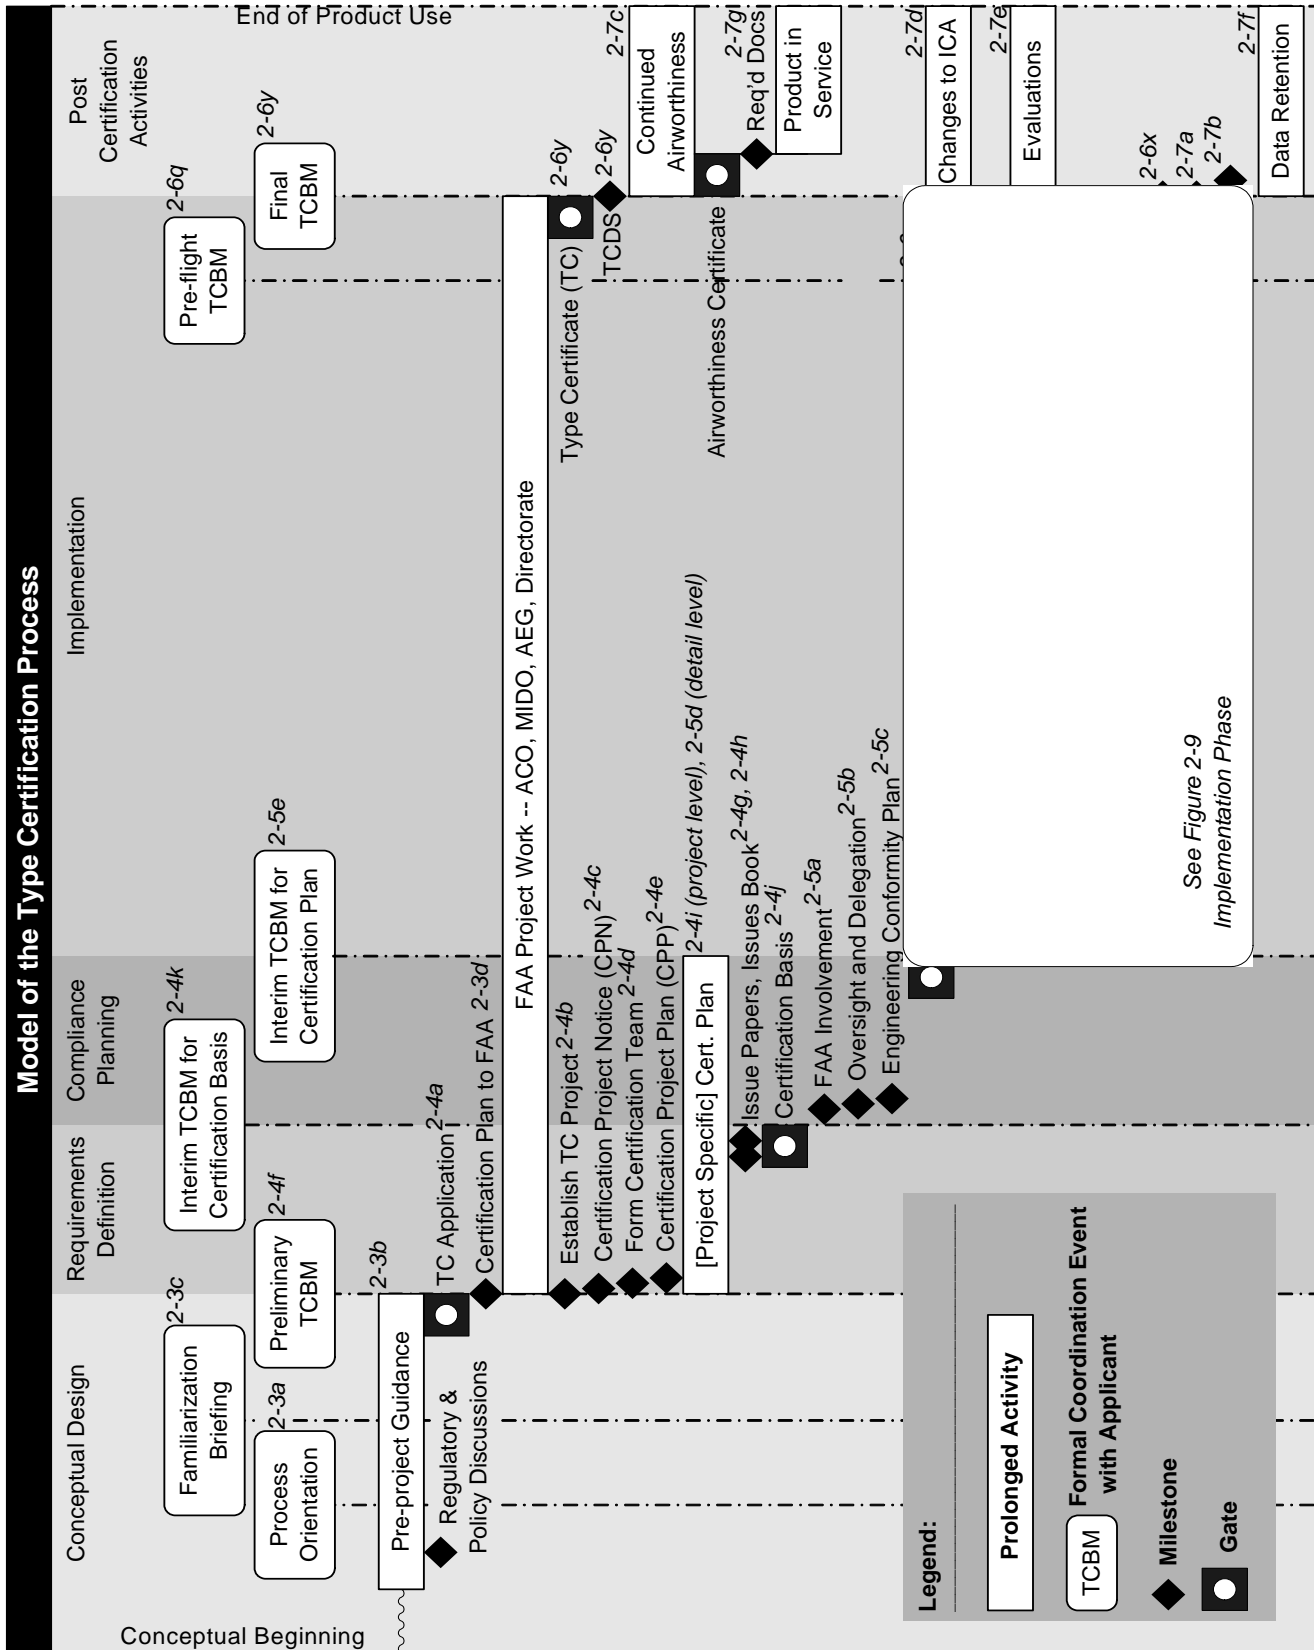 Model of the Type Certification Process
Conceptual Design
Requirements
Definition
Compliance
Planning
Implementation
Post
Certification
Activities
Conceptual Beginning
End of Product Use
Familiarization
Briefing
2-3c
Interim TCBM for
Certification Basis
2-4k
Pre-flight
TCBM
2-6q
Process
Orientation
2-3a
Preliminary
TCBM
2-4f
Interim TCBM for
Certification Plan
2-5e
Final
TCBM
2-6y
Pre-project Guidance
2-3b
Regulatory &
Policy Discussions
TC Application 2-4a
Certification Plan to FAA 2-3d
FAA Project Work -- ACO, MIDO, AEG, Directorate
Establish TC Project 2-4b
Type Certificate (TC)
2-6y
Certification Project Notice (CPN) 2-4c
TCDS
2-6y
Form Certification Team 2-4d
Certification Project Plan (CPP) 2-4e
Continued
Airworthiness
2-7c
[Project Specific] Cert. Plan
2-4i (project level), 2-5d (detail level)
Airworthiness Certificate
Issue Papers, Issues Book 2-4g, 2-4h
2-7g
Req'd Docs
Certification Basis 2-4j
Product in
Service
FAA Involvement 2-5a
Oversight and Delegation 2-5b
Engineering Conformity Plan 2-5c
Changes to ICA
2-7d
Evaluations
2-7e
2-6x
2-7a
2-7b
See Figure 2-9
Implementation Phase
Data Retention
2-7f
Legend:
Prolonged Activity
TCBM
Formal Coordination Event
with Applicant
Milestone
Gate